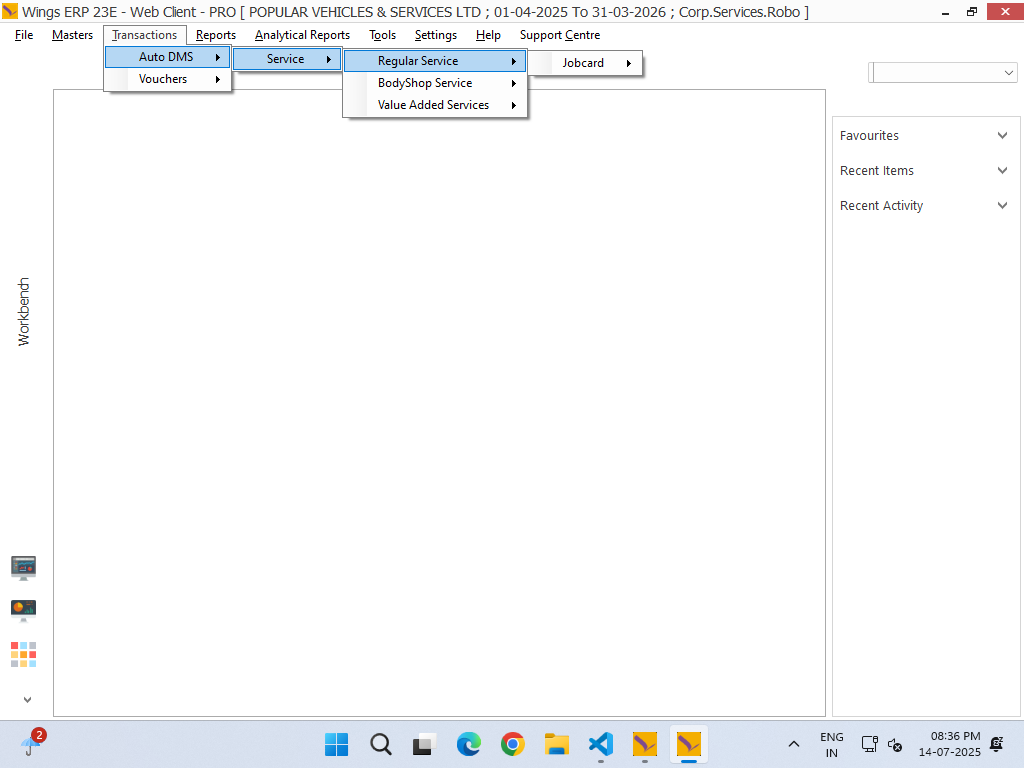 Wings ERP 23E - Web Client - PRO [ POPULAR VEHICLES & SERVICES LTD ; 01-04-2025 To 31-03-2026 ; Corp.Services.Robo ]
File Masters Transactions Reports Analytical Reports Tools Settings Help Support Centre
Auto DMS
Vouchers
Service
Regular Service
BodyShop Service
Value Added Services
Jobcard
Favourites
Recent Items
Recent Activity
Workbench
2
ENG
IN
08:36 PM
14-07-2025